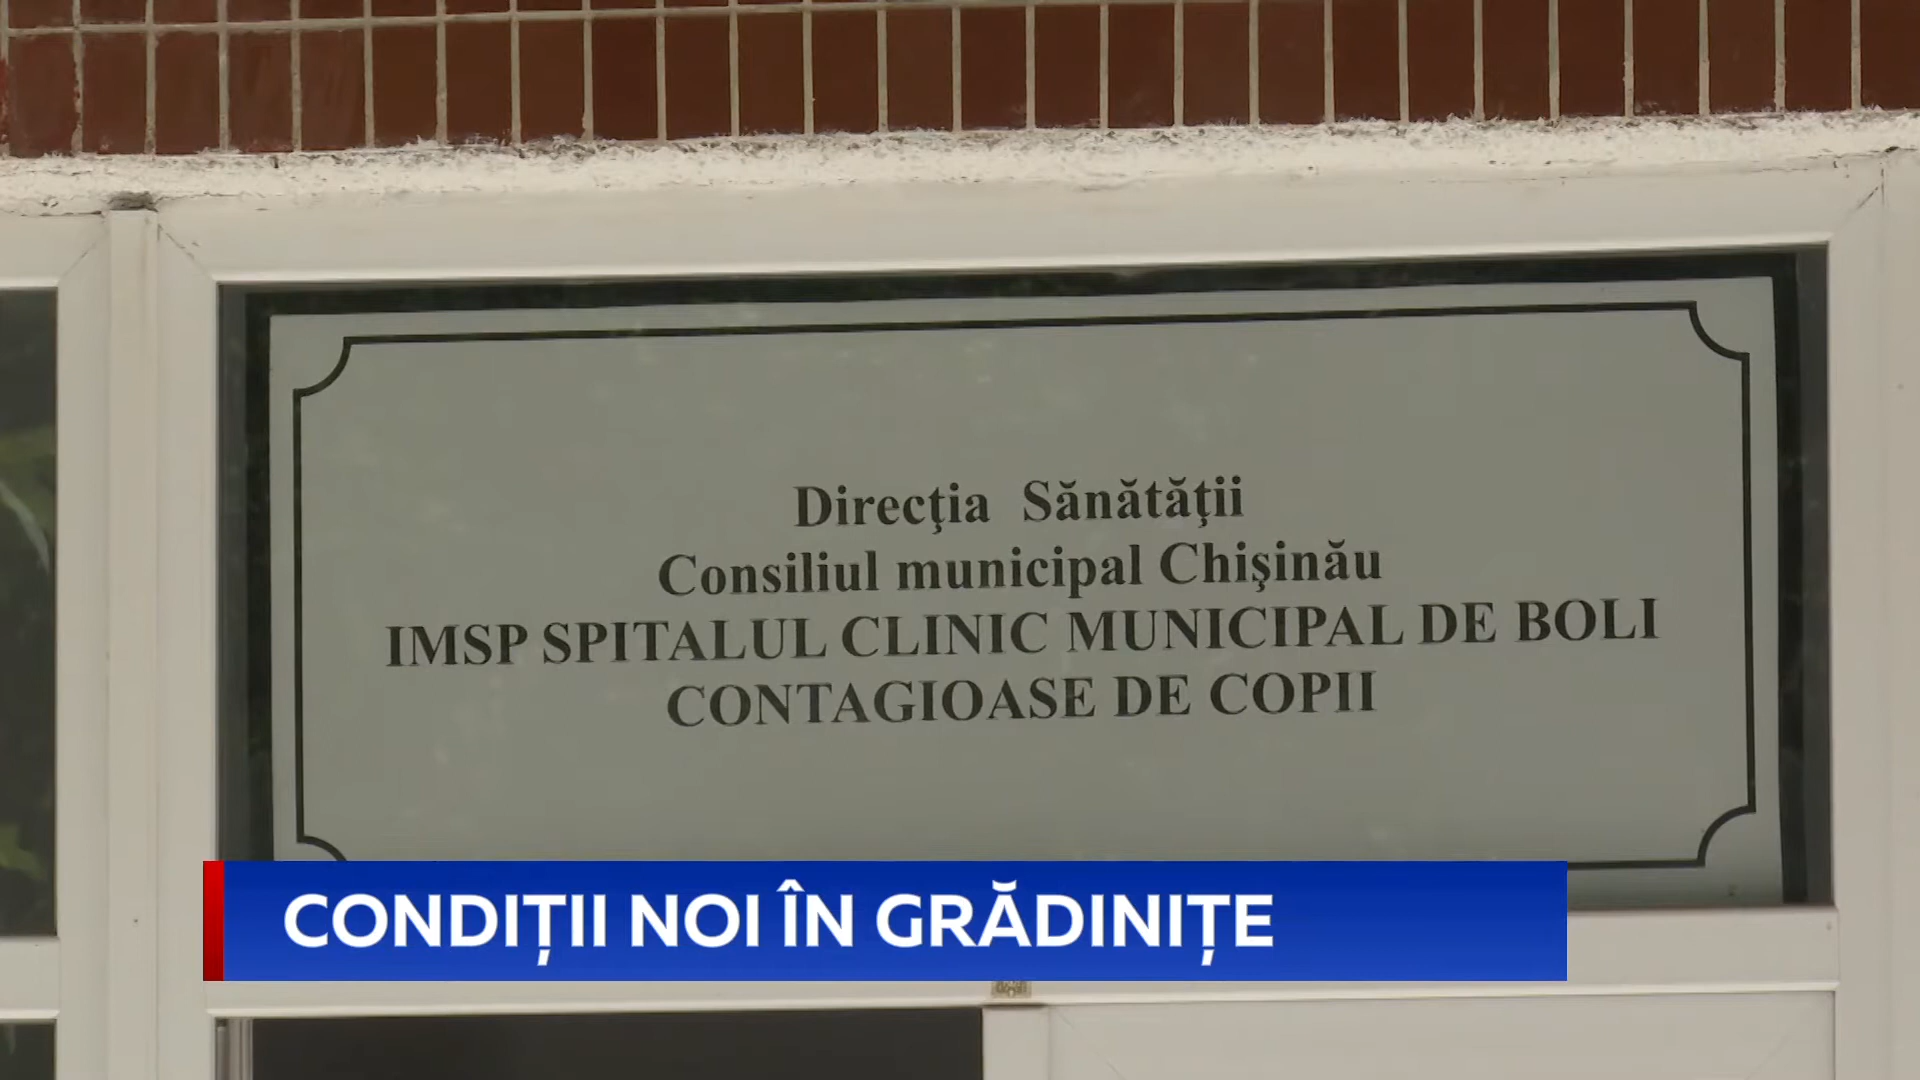 Direcţia Sănătăţii
Consiliul municipal Chişinău
IMSP SPITALUL CLINIC MUNICIPAL DE BOLI
CONTAGIOASE DE COPII
CONDIȚII NOI ÎN GRĂDINIȚE